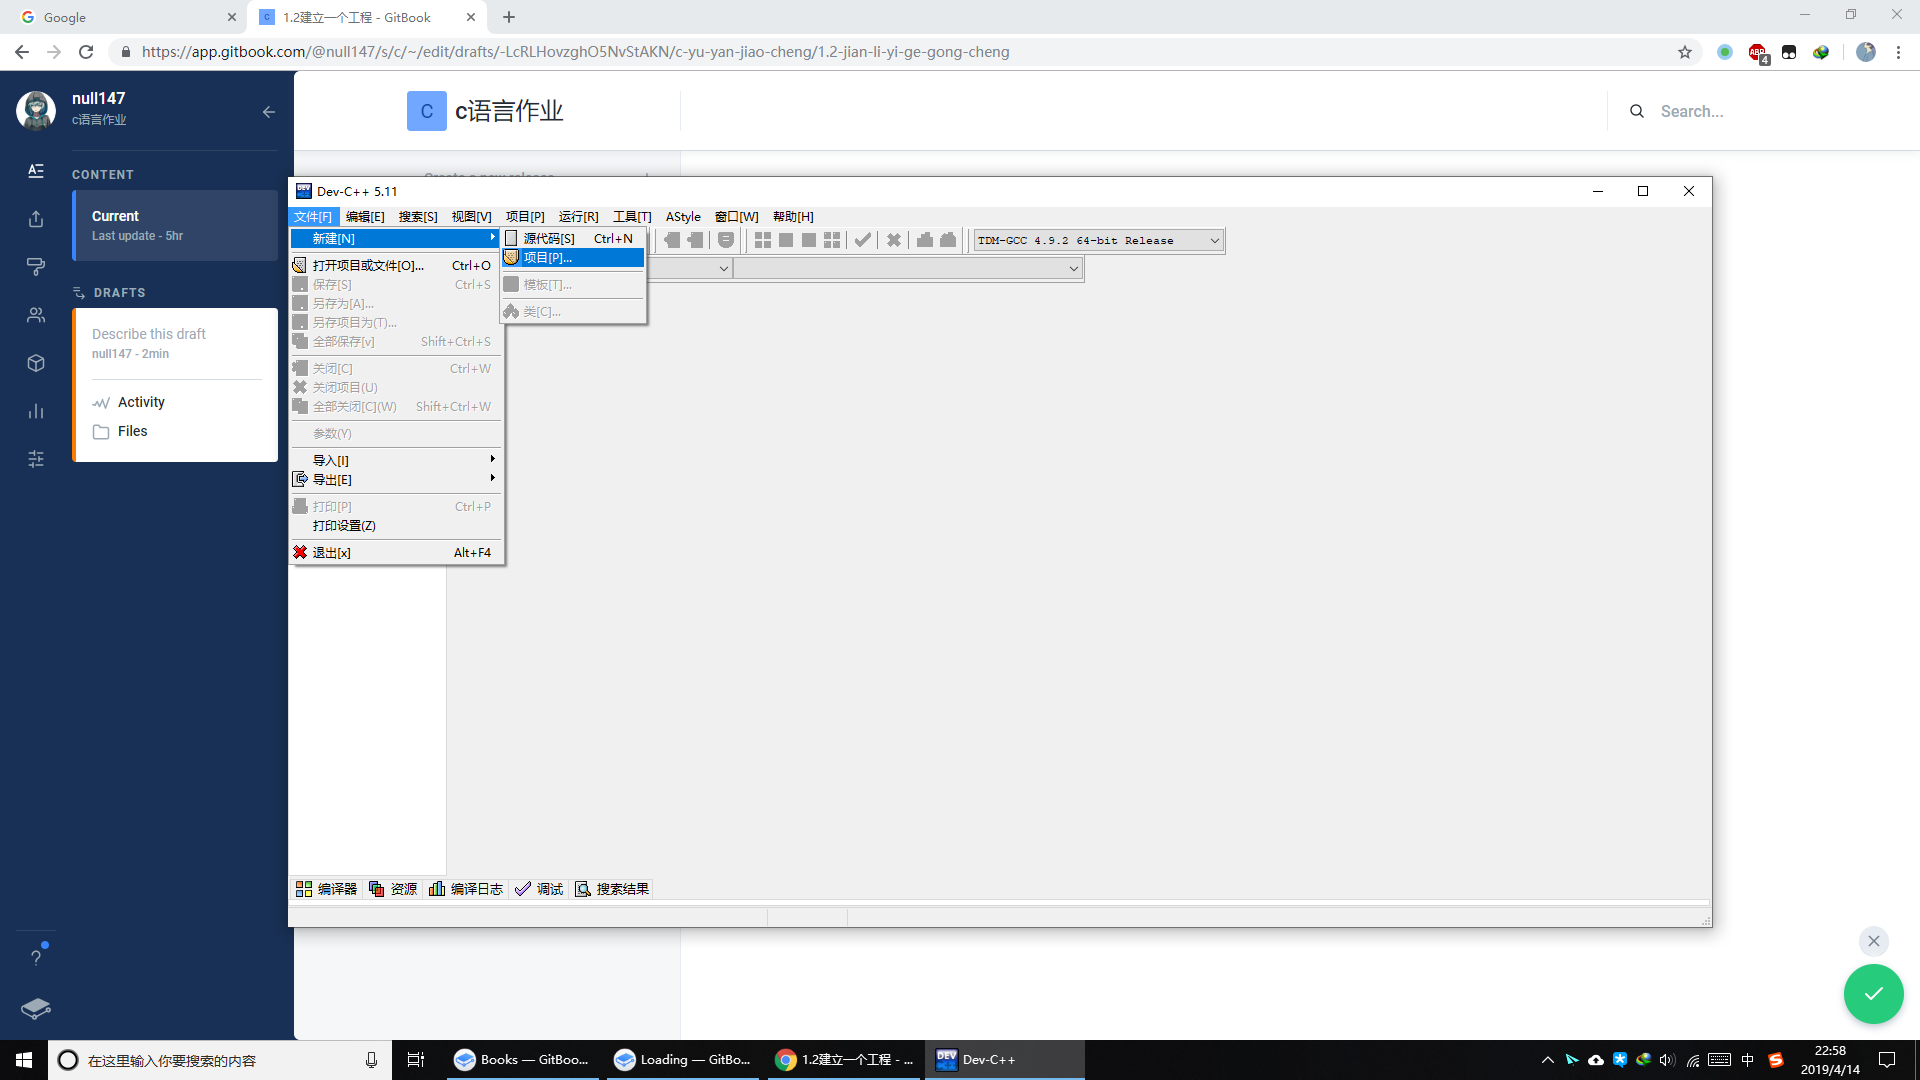 Google
1.2建立一个工程 - GitBook
https://app.gitbook.com/@null147/s/c/~/edit/drafts/-LcRLHovzghO5NvStAKN/c-yu-yan-jiao-cheng/1.2-jian-li-yi-ge-gong-cheng
ABP
4
null147
c语言作业
C
c语言作业
Search...
CONTENT
Current
Last update - 5hr
DRAFTS
Describe this draft
null147 - 2min
Activity
Files
Dev-C++ 5.11
文件[F] 编辑[E] 搜索[S] 视图[V] 项目[P] 运行[R] 工具[T] AStyle 窗口[W] 帮助[H]
新建[N]
源代码[S] Ctrl+N
项目[P]...
模板[T]...
类[C]...
TDM-GCC 4.9.2 64-bit Release
打开项目或文件[O]... Ctrl+O
保存[S] Ctrl+S
另存为[A]...
另存项目为(T)...
全部保存[v] Shift+Ctrl+S
关闭[C] Ctrl+W
关闭项目(U)
全部关闭[C](W) Shift+Ctrl+W
参数(Y)
导入[I]
导出[E]
打印[P] Ctrl+P
打印设置(Z)
退出[x] Alt+F4
编译器 资源 编译日志 调试 搜索结果
?
在这里输入你要搜索的内容
Books — GitBoo...
Loading — GitBo...
1.2建立一个工程 - ...
DEV
Dev-C++
中
22:58
2019/4/14